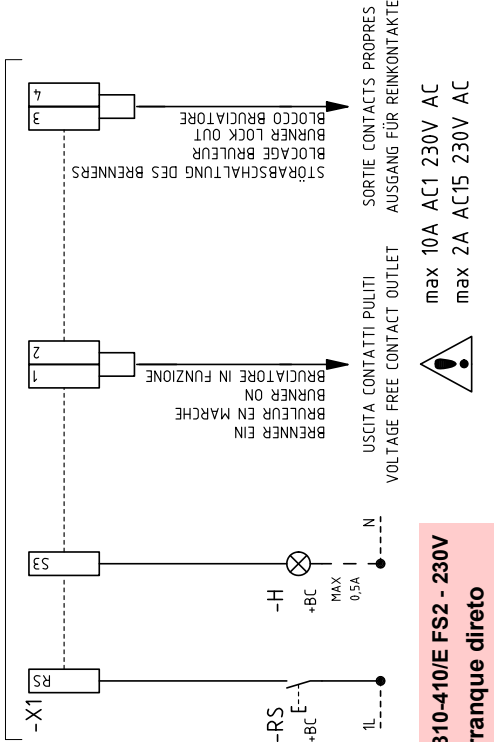 -X1
RS
S3
1 2
3 4
-RS
+BC
1L
-H
+BC
MAX
0,5A
N
BRENNER EIN
BRULEUR EN MARCHE
BURNER ON
BRUCIATORE IN FUNZIONE
USCITA CONTATTI PULITI
VOLTAGE FREE CONTACT OUTLET
STÖRABSCHALTUNG DES BRENNERS
BLOCAGE BRULEUR
BURNER LOCK OUT
BLOCCO BRUCIATORE
SORTIE CONTACTS PROPRES
AUSGANG FÜR REINKONTAKTE
max 10A AC1 230V AC
max 2A AC15 230V AC
310-410/E FS2 - 230V
rranque direto